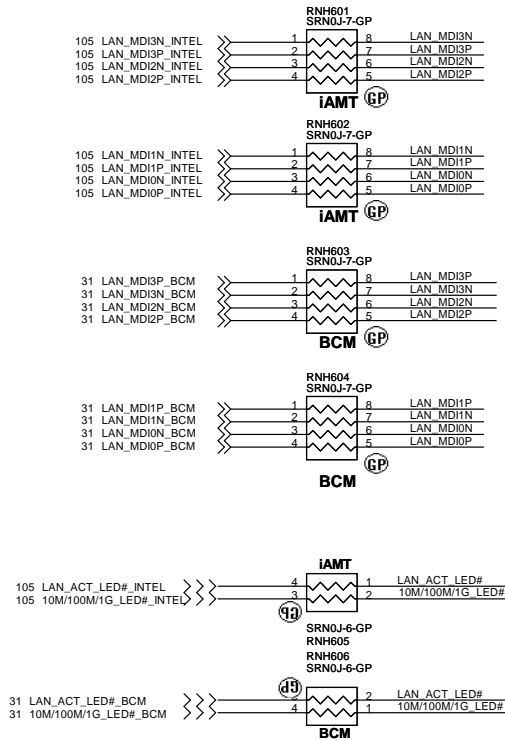 RNH601
SRN0J-7-GP
105 LAN_MDI3N_INTEL 1 8 LAN_MDI3N
105 LAN_MDI3P_INTEL 2 7 LAN_MDI3P
105 LAN_MDI2N_INTEL 3 6 LAN_MDI2N
105 LAN_MDI2P_INTEL 4 5 LAN_MDI2P
iAMT GP
RNH602
SRN0J-7-GP
105 LAN_MDI1N_INTEL 1 8 LAN_MDI1N
105 LAN_MDI1P_INTEL 2 7 LAN_MDI1P
105 LAN_MDI0N_INTEL 3 6 LAN_MDI0N
105 LAN_MDI0P_INTEL 4 5 LAN_MDI0P
iAMT GP
RNH603
SRN0J-7-GP
31 LAN_MDI3P_BCM 1 8 LAN_MDI3P
31 LAN_MDI3N_BCM 2 7 LAN_MDI3N
31 LAN_MDI2N_BCM 3 6 LAN_MDI2N
31 LAN_MDI2P_BCM 4 5 LAN_MDI2P
BCM GP
RNH604
SRN0J-7-GP
31 LAN_MDI1P_BCM 1 8 LAN_MDI1P
31 LAN_MDI1N_BCM 2 7 LAN_MDI1N
31 LAN_MDI0N_BCM 3 6 LAN_MDI0N
31 LAN_MDI0P_BCM 4 5 LAN_MDI0P
GP
BCM
iAMT
105 LAN_ACT_LED#_INTEL 4 1 LAN_ACT_LED#
105 10M/100M/1G_LED#_INTEL 3 2 10M/100M/1G_LED#
GP
SRN0J-6-GP
RNH605
RNH606
SRN0J-6-GP
GP
31 LAN_ACT_LED#_BCM 2 LAN_ACT_LED#
31 10M/100M/1G_LED#_BCM 4 1 10M/100M/1G_LED#
BCM